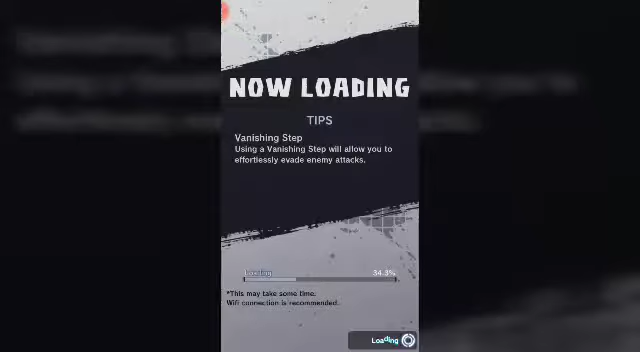 NOW LOADING
TIPS
Vanishing Step
Using a Vanishing Step will allow you to
effortlessly evade enemy attacks.
Loading 34.3%
*This may take some time.
Wifi connection is recommended.
Loading